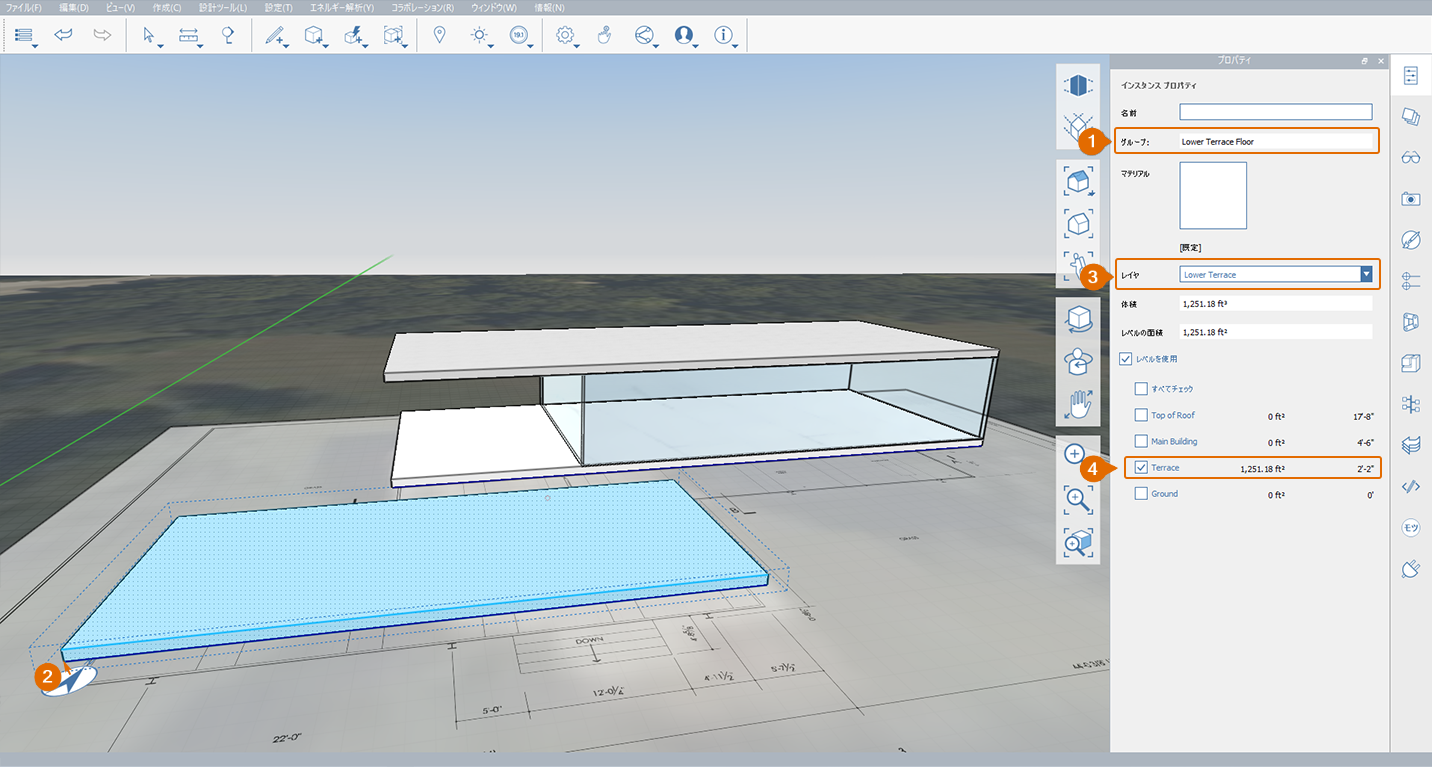 ファイル(F) 編集(D) ビュー(V) 作成(C) 設計ツール(L) 設定(T) エネルギー解析(Y) コラボレーション(R) ウィンドウ(W) 情報(N)
19.1
プロパティ
インスタンス プロパティ
名前
1
グループ: Lower Terrace Floor
マテリアル
[既定]
3
レイヤ Lower Terrace
体積 1,251.18 ft³
レベルの面積 1,251.18 ft²
レベルを使用
すべてチェック
Top of Roof 0 ft² 17'-8"
Main Building 0 ft² 4'-6"
4
Terrace 1,251.18 ft² 2'-2"
Ground 0 ft² 0'
モツ
2
DOWN
5'-7½"
4'-11½"
12'-0¼"
5'-0"
22'-0"